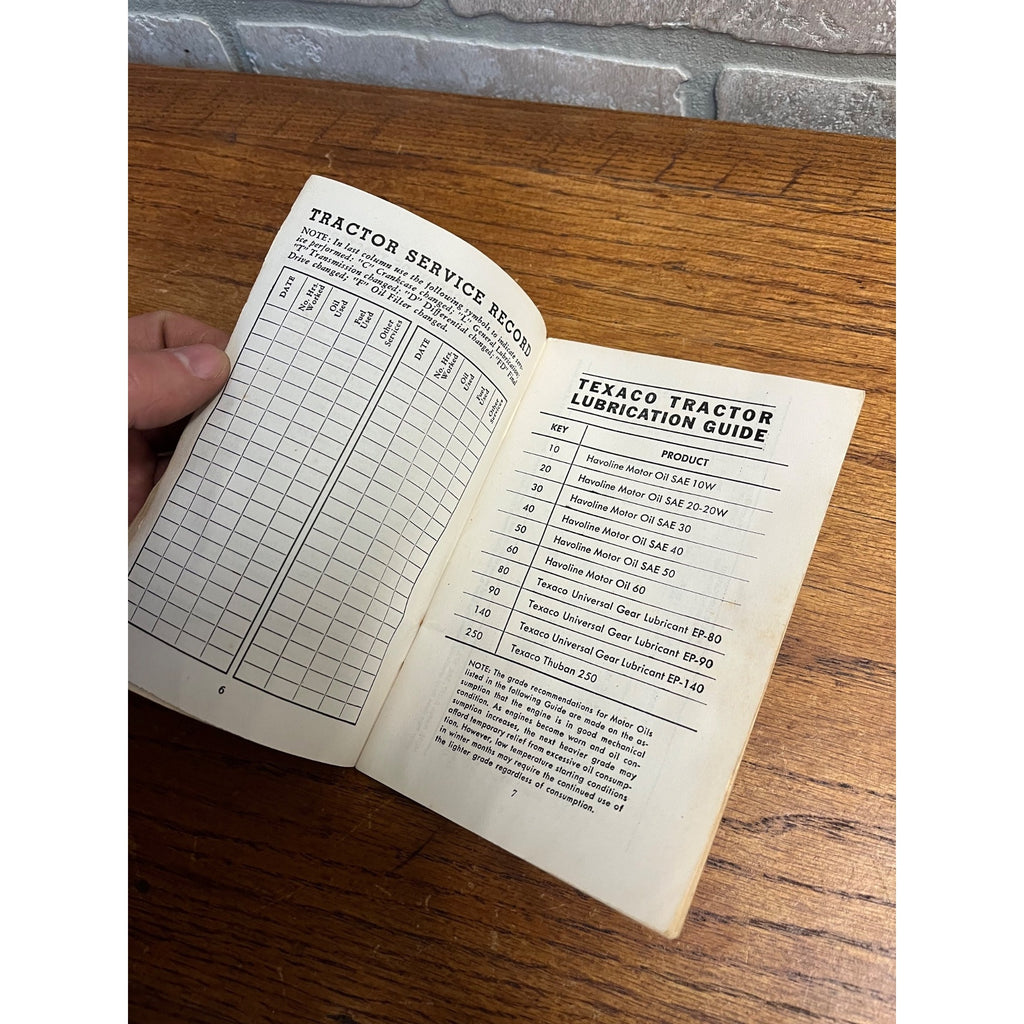 TRACTOR SERVICE RECORD
NOTE: In last column use the following symbols to indicate serv-
ice performed: "C" Crankcase changed; "L" General Lubrication;
"T" Transmission changed; "D" Differential changed; "FD" Final
Drive changed; "F" Oil Filter changed.
DATE
No. Hrs. Worked
Oil Used
Fuel Used
Other Services
DATE
No. Hrs. Worked
Oil Used
Fuel Used
Other Services
6
TEXACO TRACTOR
LUBRICATION GUIDE
KEY PRODUCT
10 Havoline Motor Oil SAE 10W
20 Havoline Motor Oil SAE 20-20W
30 Havoline Motor Oil SAE 30
40 Havoline Motor Oil SAE 40
50 Havoline Motor Oil SAE 50
60 Havoline Motor Oil 60
80 Texaco Universal Gear Lubricant EP-80
90 Texaco Universal Gear Lubricant EP-90
140 Texaco Universal Gear Lubricant EP-140
250 Texaco Thuban 250
NOTE: The grade recommendations for Motor Oils
listed in the following Guide are made on the as-
sumption that the engine is in good mechanical
condition. As engines become worn and oil con-
sumption increases, the next heavier grade may
afford temporary relief from excessive oil consump-
tion. However, low temperature starting conditions
in winter months may require the continued use of
the lighter grade regardless of consumption.
7